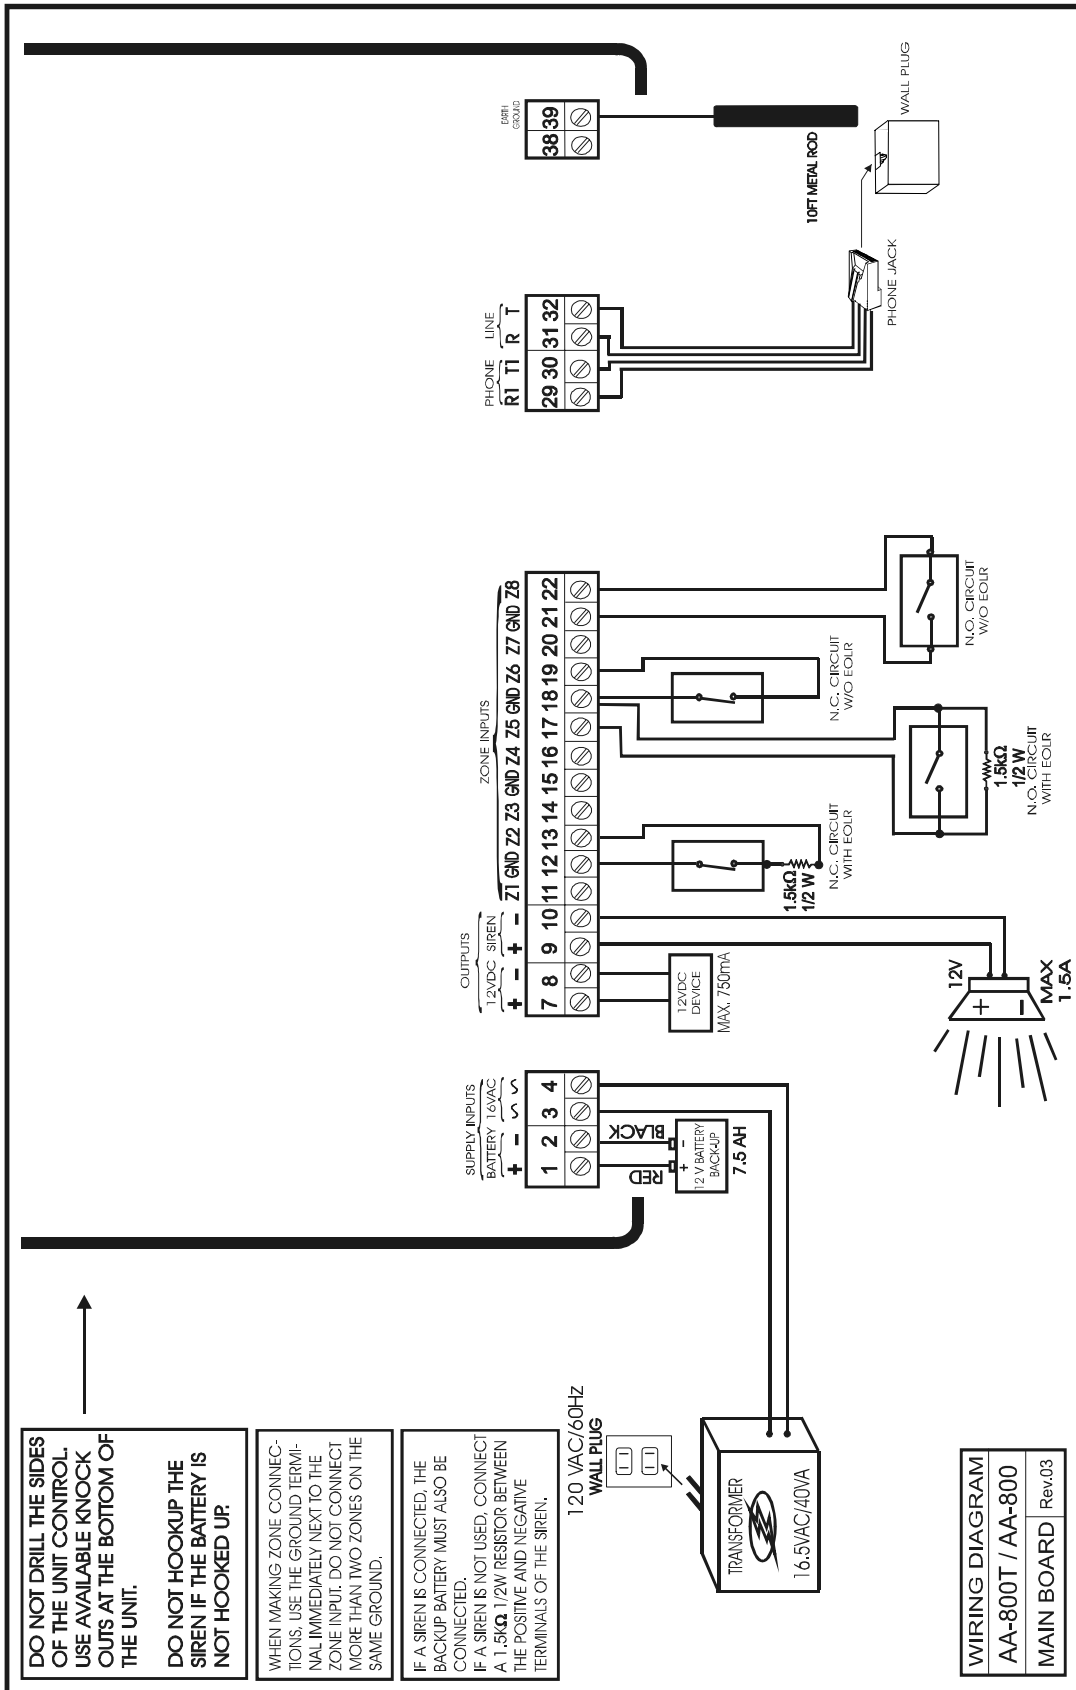 DO NOT DRILL THE SIDES
OF THE UNIT CONTROL.
USE AVAILABLE KNOCK
OUTS AT THE BOTTOM OF
THE UNIT.
DO NOT HOOKUP THE
SIREN IF THE BATTERY IS
NOT HOOKED UP.
WHEN MAKING ZONE CONNEC-
TIONS, USE THE GROUND TERMI-
NAL IMMEDIATELY NEXT TO THE
ZONE INPUT. DO NOT CONNECT
MORE THAN TWO ZONES ON THE
SAME GROUND.
IF A SIREN IS CONNECTED, THE
BACKUP BATTERY MUST ALSO BE
CONNECTED.
IF A SIREN IS NOT USED, CONNECT
A 1.5kΩ 1/2W RESISTOR BETWEEN
THE POSITIVE AND NEGATIVE
TERMINALS OF THE SIREN.
120 VAC/60Hz
WALL PLUG
TRANSFORMER
16.5VAC/40VA
WIRING DIAGRAM
AA-800T / AA-800
MAIN BOARD Rev.03
SUPPLY INPUTS
BATTERY 16VAC
+ - ~ ~
1 2 3 4
RED BLACK
+ -
12 V BATTERY
BACK-UP
7.5 AH
OUTPUTS
12VDC SIREN
+ - + -
7 8 9 10
12VDC
DEVICE
MAX. 750mA
12V
+ -
MAX
1.5A
ZONE INPUTS
Z1 GND Z2 Z3 GND Z4 Z5 GND Z6 Z7 GND Z8
11 12 13 14 15 16 17 18 19 20 21 22
1.5kΩ
1/2 W
N.C. CIRCUIT
WITH EOLR
1.5kΩ
1/2 W
N.O. CIRCUIT
WITH EOLR
N.C. CIRCUIT
W/O EOLR
N.O. CIRCUIT
W/O EOLR
PHONE LINE
R1 T1 R T
29 30 31 32
PHONE JACK
WALL PLUG
EARTH
GROUND
38 39
10FT METAL ROD